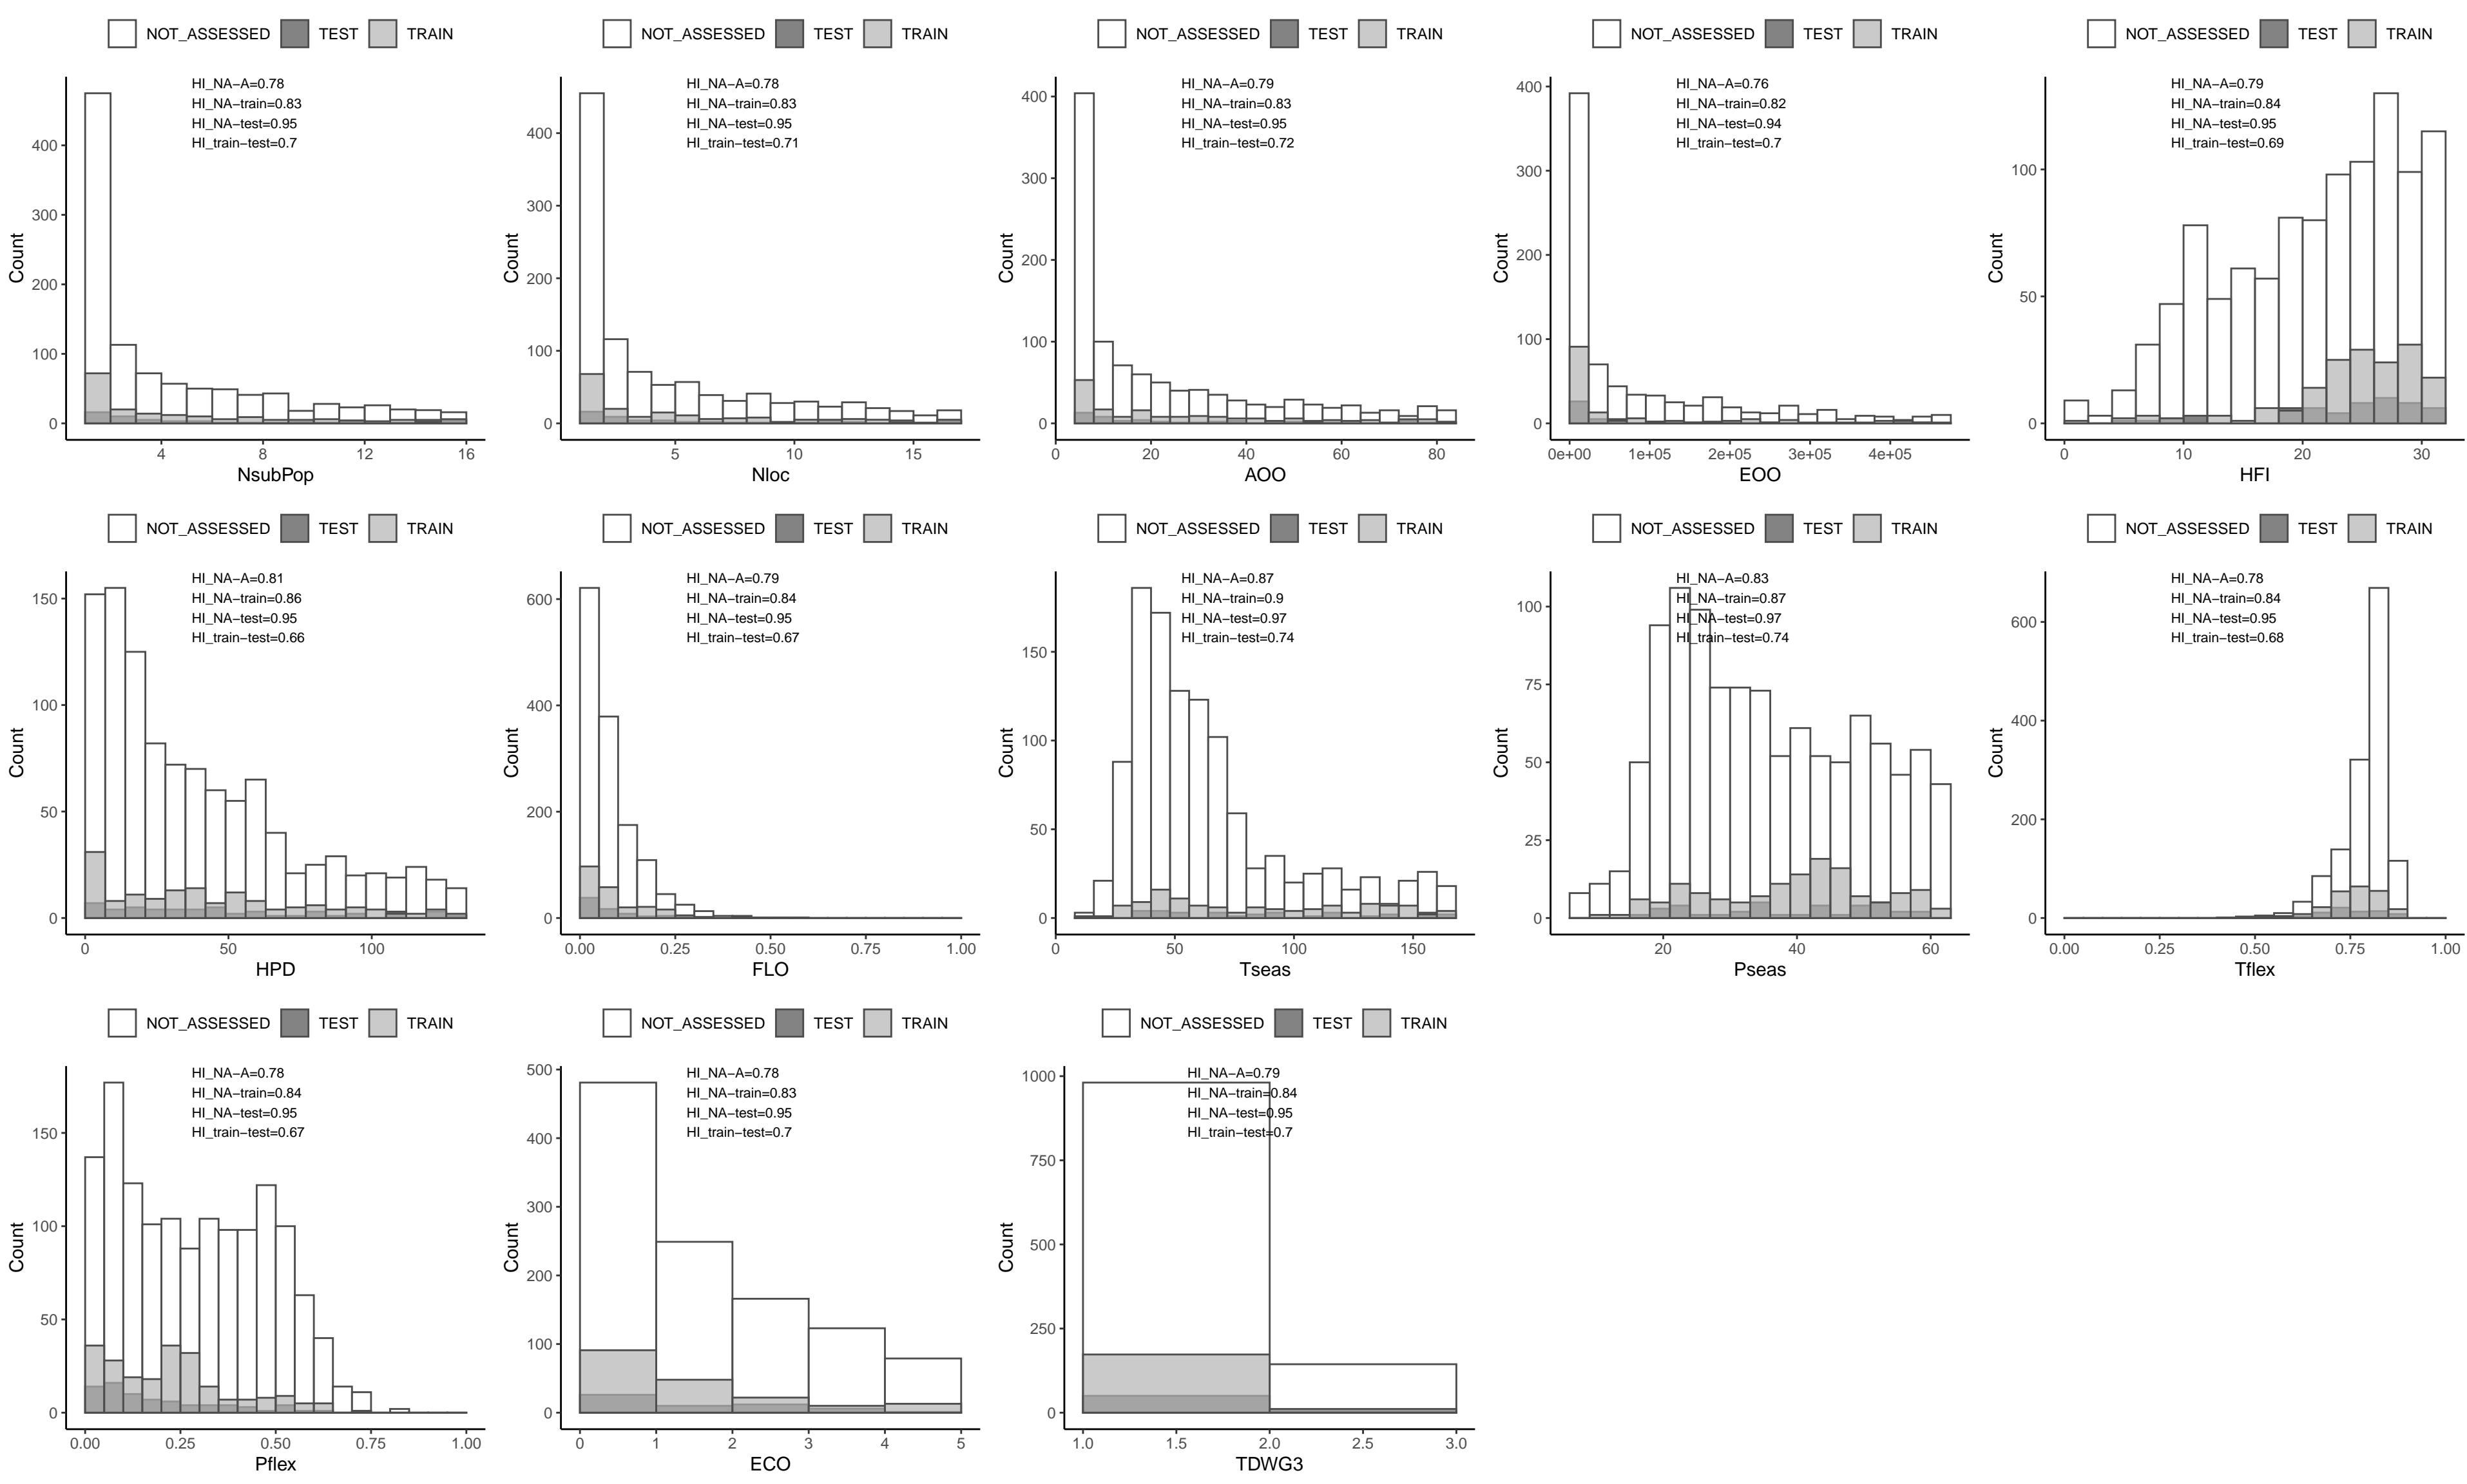 NOT_ASSESSED TEST TRAIN
HI_NA−A=0.78
HI_NA−train=0.83
HI_NA−test=0.95
HI_train−test=0.7
400
300
200
100
0
Count
4 8 12 16
NsubPop
NOT_ASSESSED TEST TRAIN
HI_NA−A=0.78
HI_NA−train=0.83
HI_NA−test=0.95
HI_train−test=0.71
400
300
200
100
0
Count
5 10 15
Nloc
NOT_ASSESSED TEST TRAIN
HI_NA−A=0.79
HI_NA−train=0.83
HI_NA−test=0.95
HI_train−test=0.72
400
300
200
100
0
Count
0 20 40 60 80
AOO
NOT_ASSESSED TEST TRAIN
HI_NA−A=0.76
HI_NA−train=0.82
HI_NA−test=0.94
HI_train−test=0.7
400
300
200
100
0
Count
0e+00 1e+05 2e+05 3e+05 4e+05
EOO
NOT_ASSESSED TEST TRAIN
HI_NA−A=0.79
HI_NA−train=0.84
HI_NA−test=0.95
HI_train−test=0.69
100
50
0
Count
0 10 20 30
HFI
NOT_ASSESSED TEST TRAIN
HI_NA−A=0.81
HI_NA−train=0.86
HI_NA−test=0.95
HI_train−test=0.66
150
100
50
0
Count
0 50 100
HPD
NOT_ASSESSED TEST TRAIN
HI_NA−A=0.79
HI_NA−train=0.84
HI_NA−test=0.95
HI_train−test=0.67
600
400
200
0
Count
0.00 0.25 0.50 0.75 1.00
FLO
NOT_ASSESSED TEST TRAIN
HI_NA−A=0.87
HI_NA−train=0.9
HI_NA−test=0.97
HI_train−test=0.74
150
100
50
0
Count
0 50 100 150
Tseas
NOT_ASSESSED TEST TRAIN
HI_NA−A=0.83
HI_NA−train=0.87
HI_NA−test=0.97
HI_train−test=0.74
100
75
50
25
0
Count
20 40 60
Pseas
NOT_ASSESSED TEST TRAIN
HI_NA−A=0.78
HI_NA−train=0.84
HI_NA−test=0.95
HI_train−test=0.68
600
400
200
0
Count
0.00 0.25 0.50 0.75 1.00
Tflex
NOT_ASSESSED TEST TRAIN
HI_NA−A=0.78
HI_NA−train=0.84
HI_NA−test=0.95
HI_train−test=0.67
150
100
50
0
Count
0.00 0.25 0.50 0.75 1.00
Pflex
NOT_ASSESSED TEST TRAIN
HI_NA−A=0.78
HI_NA−train=0.83
HI_NA−test=0.95
HI_train−test=0.7
500
400
300
200
100
0
Count
0 1 2 3 4 5
ECO
NOT_ASSESSED TEST TRAIN
HI_NA−A=0.79
HI_NA−train=0.84
HI_NA−test=0.95
HI_train−test=0.7
1000
750
500
250
0
Count
1.0 1.5 2.0 2.5 3.0
TDWG3